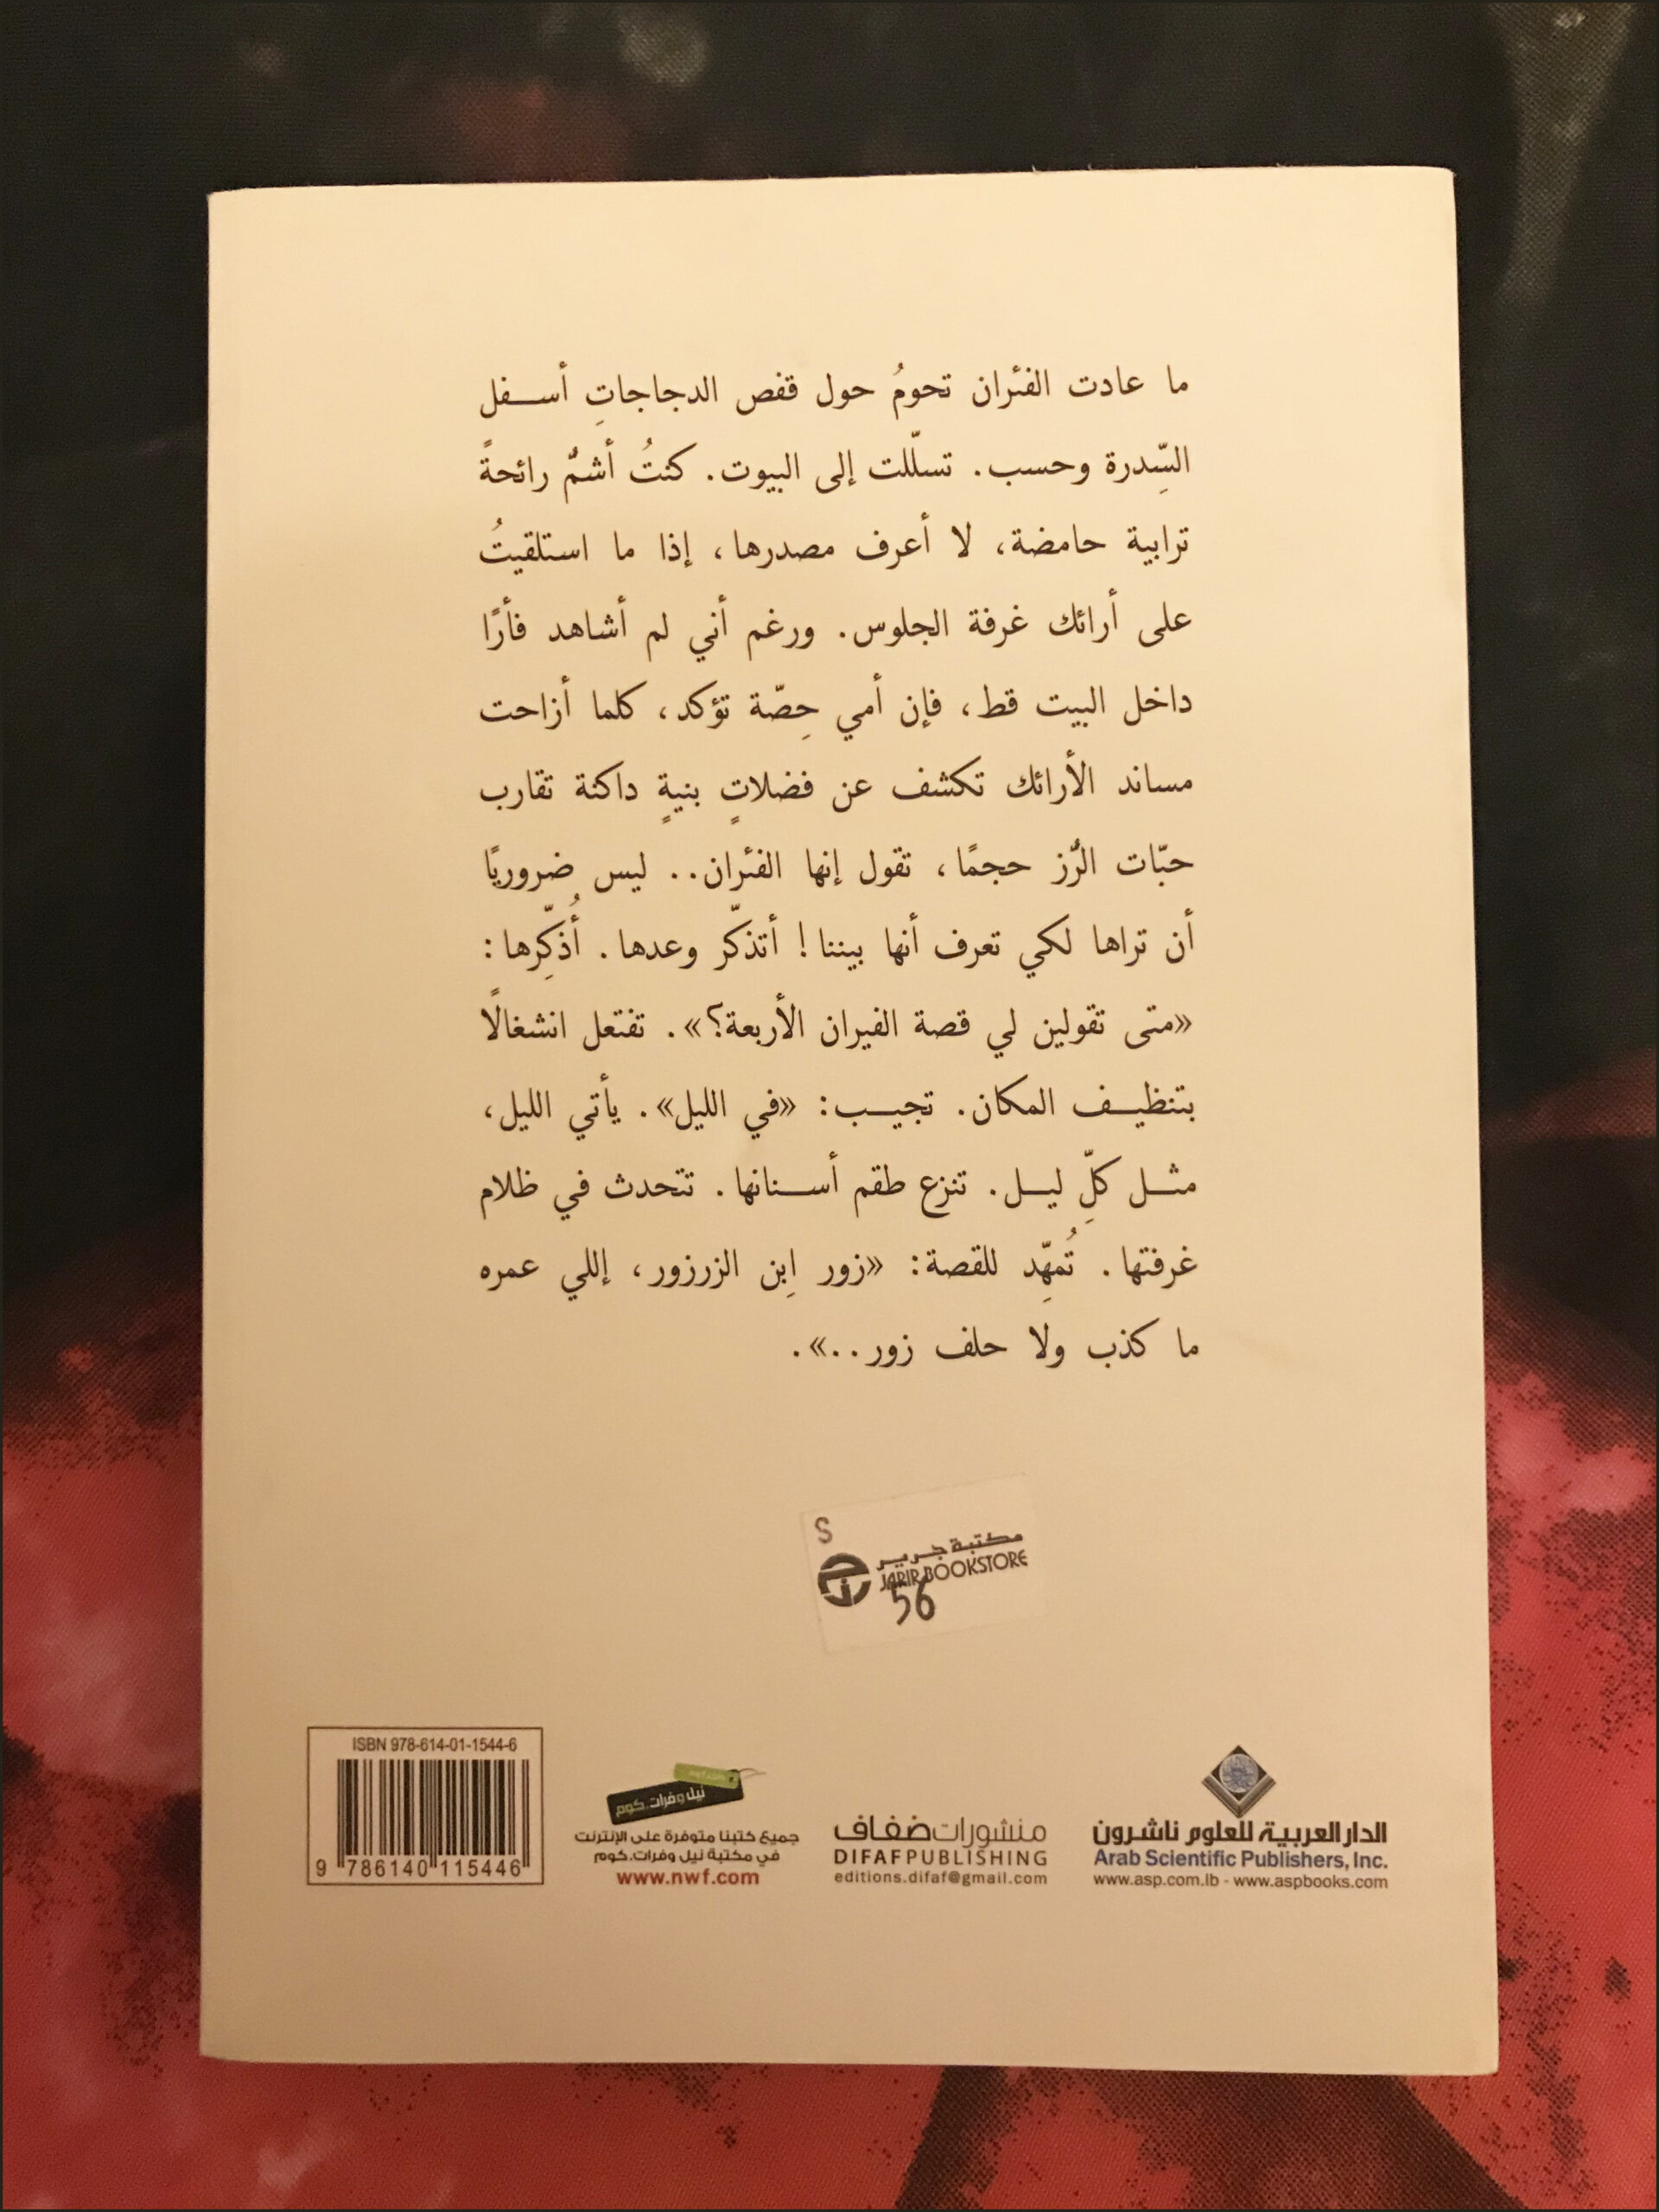 ما عادت الفئران تحومُ حول قفص الدجاجاتِ أسفل
السِّدرة وحسب. تسلّلت إلى البيوت. كنتُ أشمُّ رائحةً
ترابية حامضة، لا أعرف مصدرها، إذا ما استلقيتُ
على أرائك غرفة الجلوس. ورغم أني لم أشاهد فأرًا
داخل البيت قط، فإن أمي حِصّة تؤكد، كلما أزاحت
مساند الأرائك تكشف عن فضلاتٍ بنيةٍ داكنة تقارب
حبّات الرُّز حجمًا، تقول إنها الفئران.. ليس ضروريًا
أن تراها لكي تعرف أنها بيننا! أتذكّر وعدها. أُذكِّرها:
«متى تقولين لي قصة الفيران الأربعة؟». تفتعل انشغالًا
بتنظيف المكان. تجيب: «في الليل». يأتي الليل،
مثل كلِّ ليل. تنزع طقم أسنانها. تتحدث في ظلام
غرفتها. تُمهِّد للقصة: «زور اِبن الزرزور، إللي عمره
ما كذب ولا حلف زور..».
S
مكتبة جرير
JARIR BOOKSTORE
56
ISBN 978-614-01-1544-6
9 786140 115446
نيل وفرات.كوم
جميع كتبنا متوفرة على الإنترنت
في مكتبة نيل وفرات.كوم
www.nwf.com
منشورات ضفاف
DIFAF PUBLISHING
editions.difaf@gmail.com
الدار العربية للعلوم ناشرون
Arab Scientific Publishers, Inc.
www.asp.com.lb - www.aspbooks.com